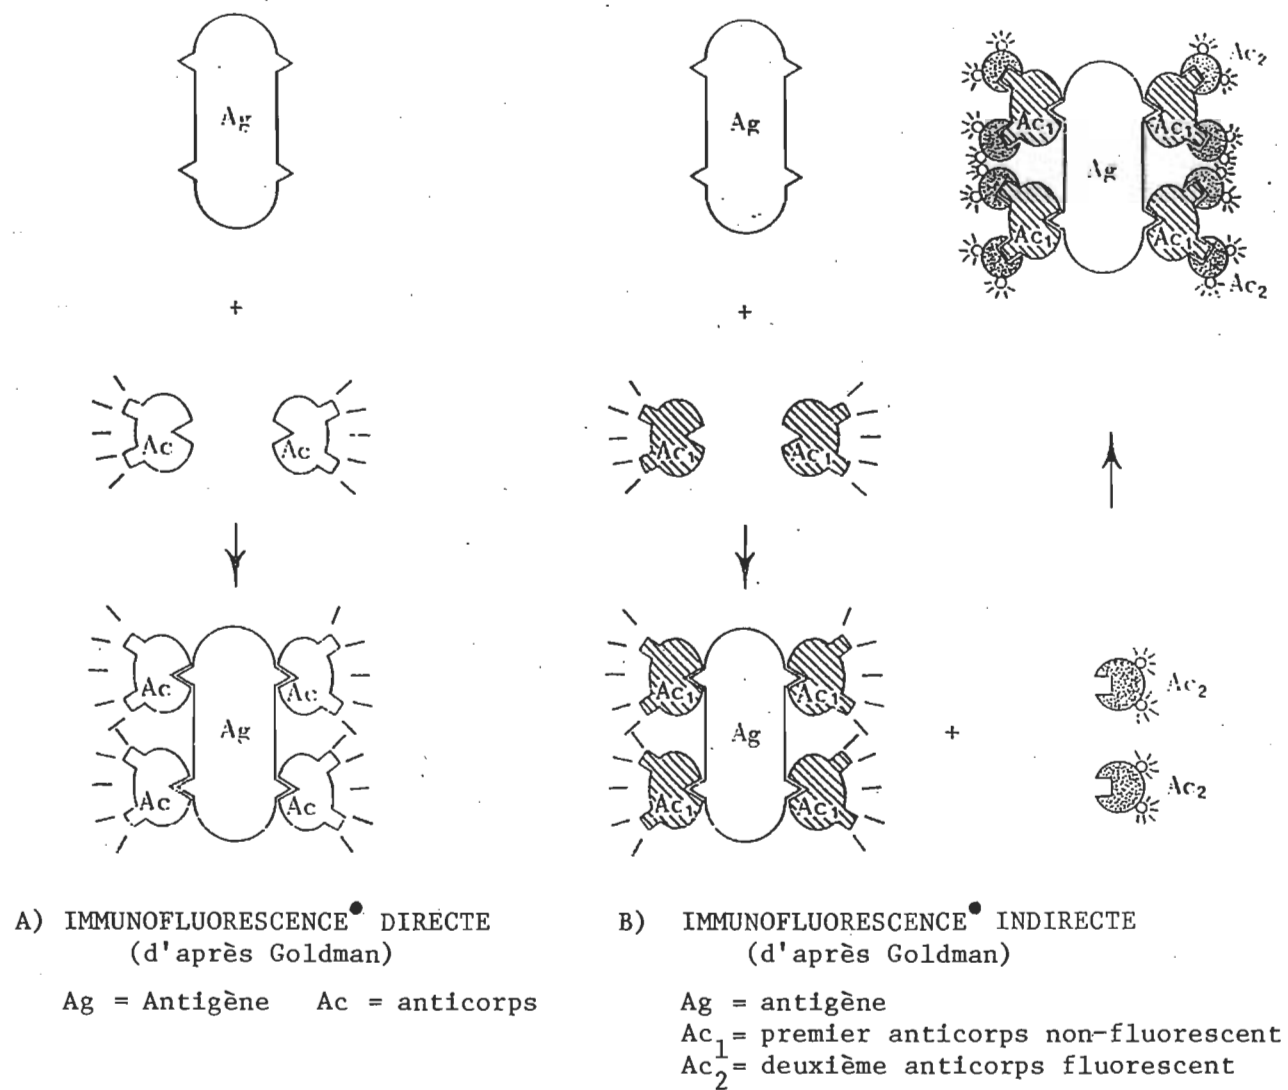 Ag
+
Ac Ac
Ac Ac
Ag
Ac Ac
A) IMMUNOFLUORESCENCE● DIRECTE
(d'après Goldman)
Ag = Antigène Ac = anticorps
Ag
+
Ac₁ Ac₁
Ac₁ Ac₁
Ag
Ac₁ Ac₁
+
Ac₂
Ac₂
Ac₂
Ac₁ Ac₁
Ag
Ac₁ Ac₁
Ac₂
B) IMMUNOFLUORESCENCE● INDIRECTE
(d'après Goldman)
Ag = antigène
Ac₁= premier anticorps non-fluorescent
Ac₂= deuxième anticorps fluorescent